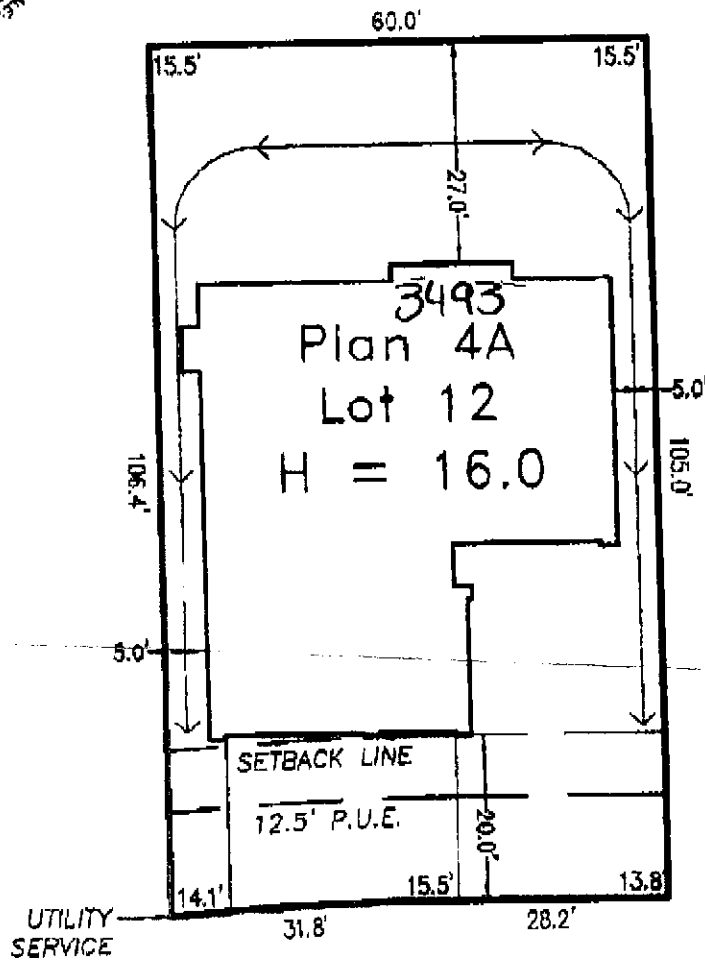 60.0'
15.5' 15.5'
27.0'
3493
Plan 4A
Lot 12
H = 16.0
5.0'
106.4'
105.0'
5.0'
SETBACK LINE
12.5' P.U.E.
20.0'
14.1' 15.5' 13.8'
31.8' 28.2'
UTILITY
SERVICE